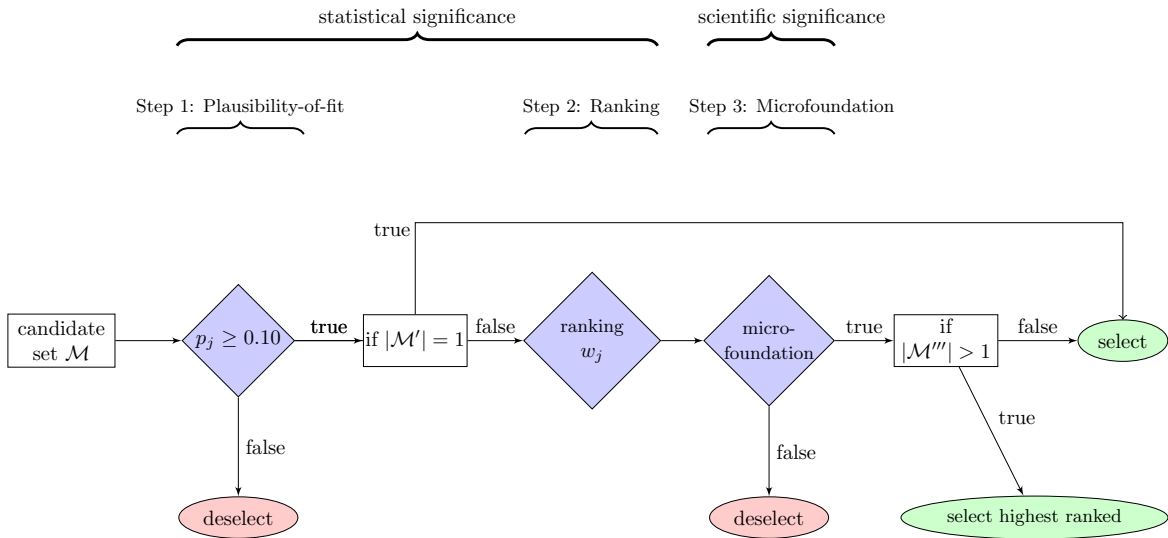 statistical significance
scientific significance
Step 1: Plausibility-of-fit
Step 2: Ranking
Step 3: Microfoundation
true
candidate
set ℳ
p_j ≥ 0.10
true
if |ℳ′| = 1
false
ranking
w_j
micro-
foundation
true
if
|ℳ‴| > 1
false
select
false
false
true
deselect
deselect
select highest ranked